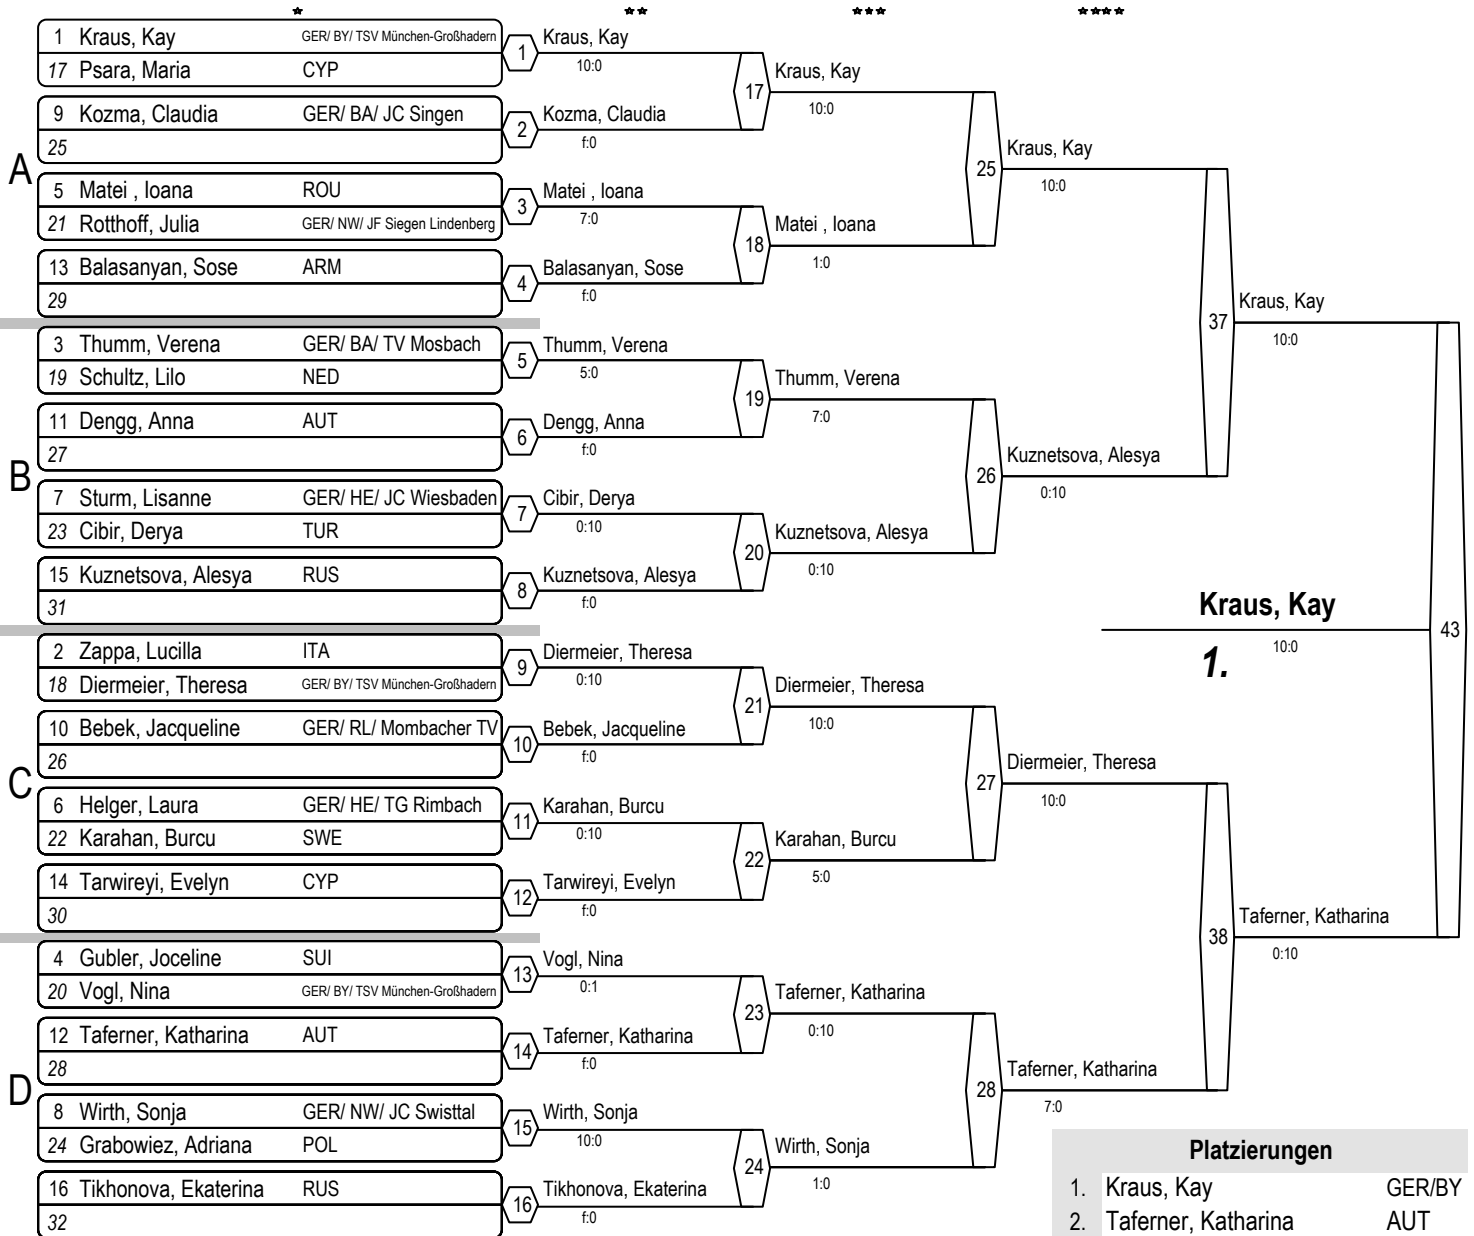 * ** *** ****
A
1 Kraus, Kay GER/ BY/ TSV München-Großhadern
17 Psara, Maria CYP
9 Kozma, Claudia GER/ BA/ JC Singen
25
5 Matei , Ioana ROU
21 Rotthoff, Julia GER/ NW/ JF Siegen Lindenberg
13 Balasanyan, Sose ARM
29
B
3 Thumm, Verena GER/ BA/ TV Mosbach
19 Schultz, Lilo NED
11 Dengg, Anna AUT
27
7 Sturm, Lisanne GER/ HE/ JC Wiesbaden
23 Cibir, Derya TUR
15 Kuznetsova, Alesya RUS
31
C
2 Zappa, Lucilla ITA
18 Diermeier, Theresa GER/ BY/ TSV München-Großhadern
10 Bebek, Jacqueline GER/ RL/ Mombacher TV
26
6 Helger, Laura GER/ HE/ TG Rimbach
22 Karahan, Burcu SWE
14 Tarwireyi, Evelyn CYP
30
D
4 Gubler, Joceline SUI
20 Vogl, Nina GER/ BY/ TSV München-Großhadern
12 Taferner, Katharina AUT
28
8 Wirth, Sonja GER/ NW/ JC Swisttal
24 Grabowiez, Adriana POL
16 Tikhonova, Ekaterina RUS
32
1 Kraus, Kay
10:0
2 Kozma, Claudia
f:0
3 Matei , Ioana
7:0
4 Balasanyan, Sose
f:0
5 Thumm, Verena
5:0
6 Dengg, Anna
f:0
7 Cibir, Derya
0:10
8 Kuznetsova, Alesya
f:0
9 Diermeier, Theresa
0:10
10 Bebek, Jacqueline
f:0
11 Karahan, Burcu
0:10
12 Tarwireyi, Evelyn
f:0
13 Vogl, Nina
0:1
14 Taferner, Katharina
f:0
15 Wirth, Sonja
10:0
16 Tikhonova, Ekaterina
f:0
17 Kraus, Kay
10:0
18 Matei , Ioana
1:0
19 Thumm, Verena
7:0
20 Kuznetsova, Alesya
0:10
21 Diermeier, Theresa
10:0
22 Karahan, Burcu
5:0
23 Taferner, Katharina
0:10
24 Wirth, Sonja
1:0
25 Kraus, Kay
10:0
26 Kuznetsova, Alesya
0:10
27 Diermeier, Theresa
10:0
28 Taferner, Katharina
7:0
37 Kraus, Kay
10:0
38 Taferner, Katharina
0:10
43
Kraus, Kay
10:0
1.
Platzierungen
1. Kraus, Kay GER/BY
2. Taferner, Katharina AUT